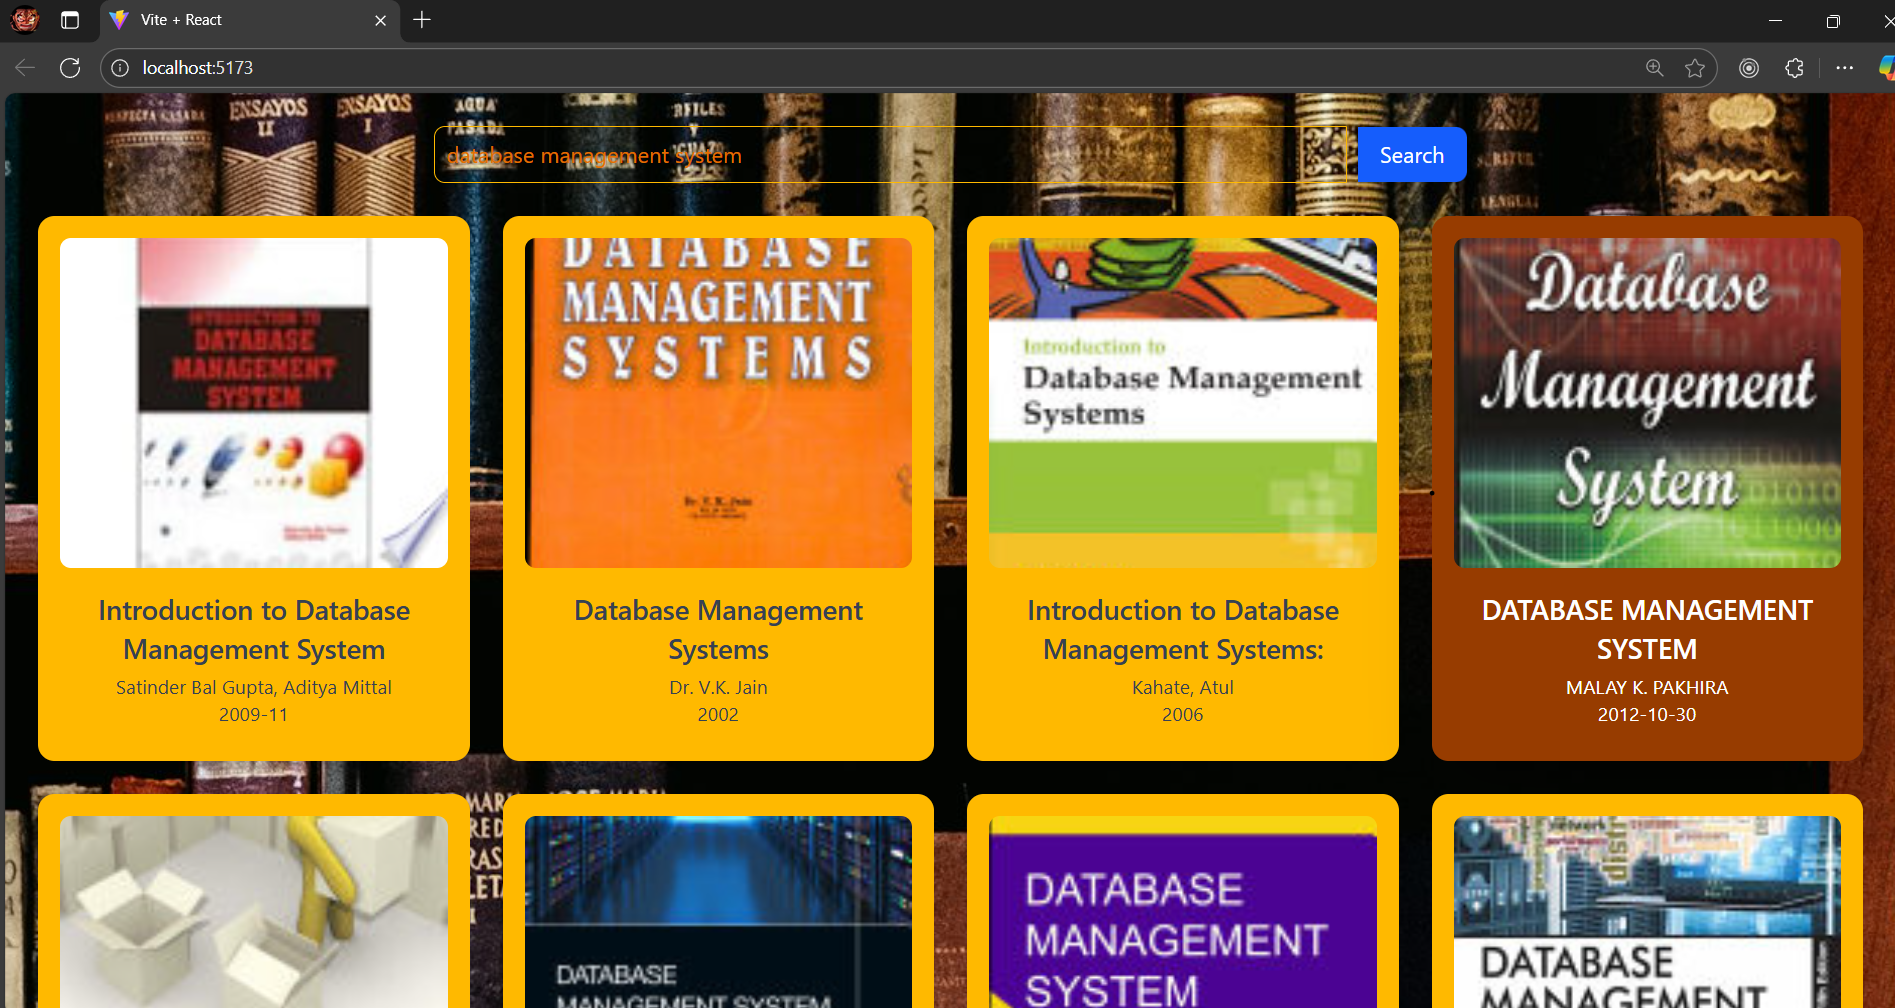 Vite + React
localhost:5173
ENSAYOS
II
ENSAYOS
I
AGUA
PASADA
database management system
Search
INTRODUCTION TO
DATABASE
MANAGEMENT
SYSTEM
DATABASE
MANAGEMENT
SYSTEMS
Dr. V.K. Jain
Introduction to
Database Management
Systems
Database
Management
System
Introduction to Database
Management System
Satinder Bal Gupta, Aditya Mittal
2009-11
Database Management
Systems
Dr. V.K. Jain
2002
Introduction to Database
Management Systems:
Kahate, Atul
2006
DATABASE MANAGEMENT
SYSTEM
MALAY K. PAKHIRA
2012-10-30
DATABASE
MANAGEMENT SYSTEM
DATABASE
MANAGEMENT
SYSTEM
DATABASE
MANAGEMENT